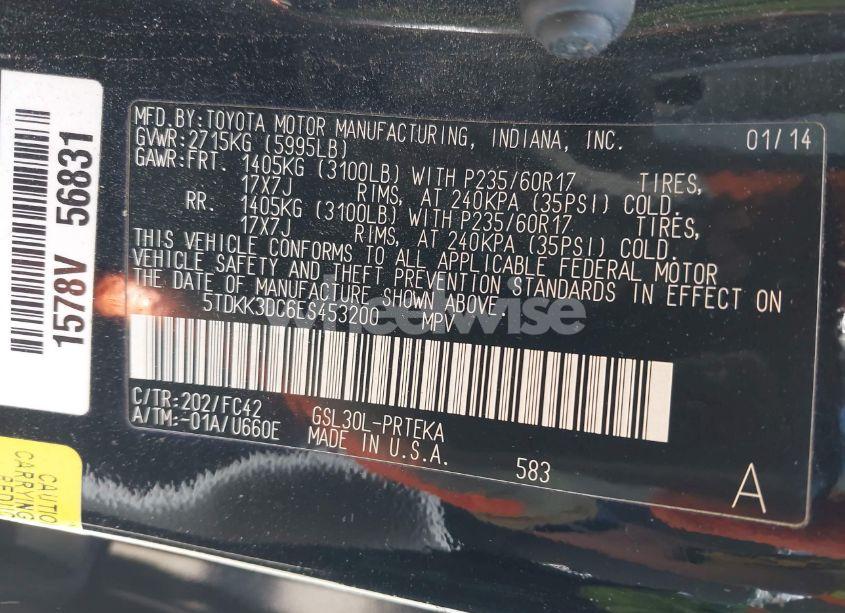 1578V 56831
MFD.BY:TOYOTA MOTOR MANUFACTURING, INDIANA, INC. 01/14
GVWR:2715KG (5995LB)
GAWR:FRT. 1405KG (3100LB) WITH P235/60R17 TIRES,
17X7J RIMS, AT 240KPA (35PSI) COLD.
RR. 1405KG (3100LB) WITH P235/60R17 TIRES,
17X7J RIMS, AT 240KPA (35PSI) COLD.
THIS VEHICLE CONFORMS TO ALL APPLICABLE FEDERAL MOTOR
VEHICLE SAFETY AND THEFT PREVENTION STANDARDS IN EFFECT ON
THE DATE OF MANUFACTURE SHOWN ABOVE.
5TDKK3DC6ES453200 MPV
wheelwise
C/TR:202/FC42 GSL30L-PRTEKA
A/TM:-01A/U660E MADE IN U.S.A.
583
A
CARRYING